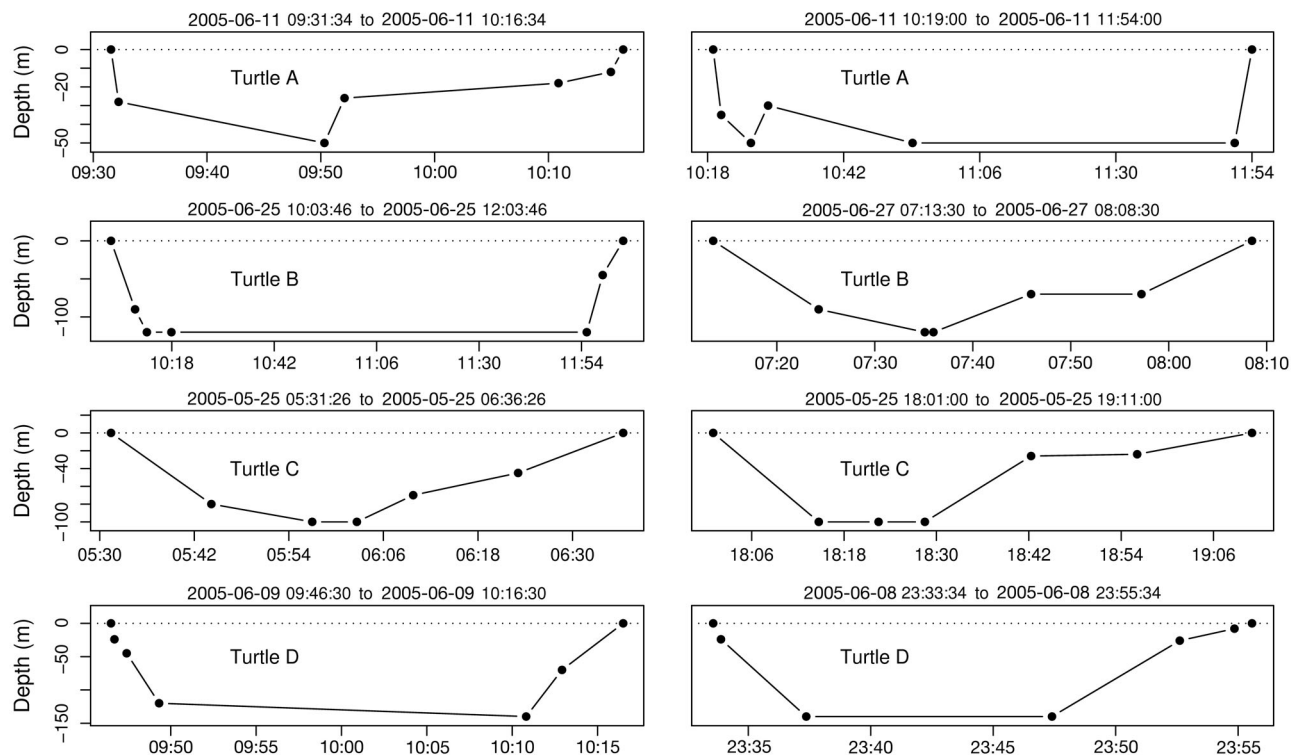 2005-06-11 09:31:34 to 2005-06-11 10:16:34
2005-06-11 10:19:00 to 2005-06-11 11:54:00
Depth (m)
0
-20
-50
Turtle A
Turtle A
09:30 09:40 09:50 10:00 10:10
10:18 10:42 11:06 11:30 11:54
2005-06-25 10:03:46 to 2005-06-25 12:03:46
2005-06-27 07:13:30 to 2005-06-27 08:08:30
Depth (m)
0
-100
Turtle B
Turtle B
10:18 10:42 11:06 11:30 11:54
07:20 07:30 07:40 07:50 08:00 08:10
2005-05-25 05:31:26 to 2005-05-25 06:36:26
2005-05-25 18:01:00 to 2005-05-25 19:11:00
Depth (m)
0
-40
-100
Turtle C
Turtle C
05:30 05:42 05:54 06:06 06:18 06:30
18:06 18:18 18:30 18:42 18:54 19:06
2005-06-09 09:46:30 to 2005-06-09 10:16:30
2005-06-08 23:33:34 to 2005-06-08 23:55:34
Depth (m)
0
-50
-150
Turtle D
Turtle D
09:50 09:55 10:00 10:05 10:10 10:15
23:35 23:40 23:45 23:50 23:55